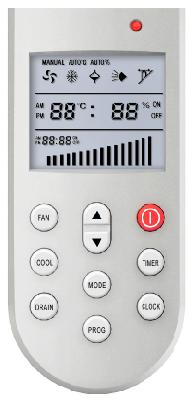 MANUAL AUTO°C AUTO%
AM 88°C : 88% ON
PM OFF
AM 88:88 ON
PM OFF
FAN
COOL
TIMER
MODE
DRAIN
CLOCK
PROG